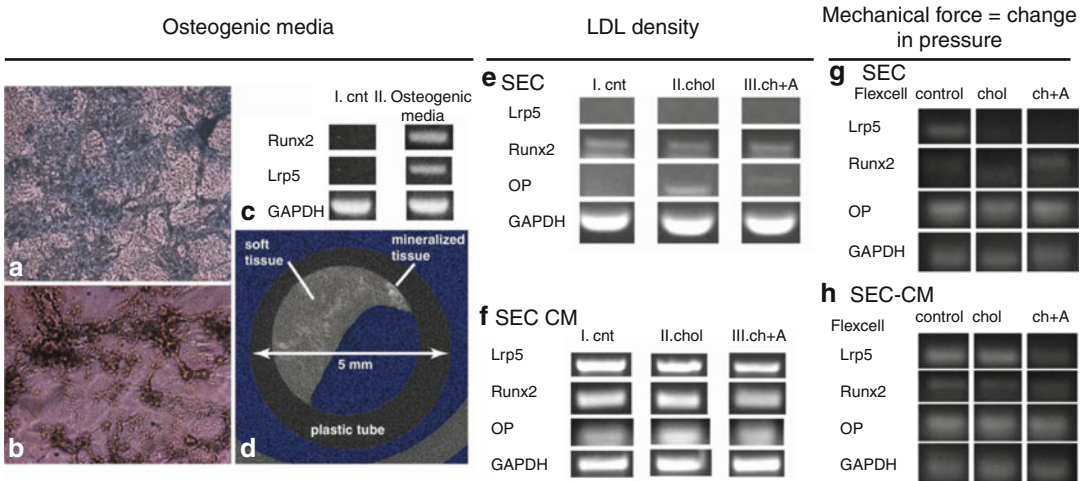 Osteogenic media
LDL density
Mechanical force = change
in pressure
a
b
I. cnt II. Osteogenic
media
Runx2
Lrp5
GAPDH
c
soft
tissue
mineralized
tissue
5 mm
plastic tube
d
e SEC
I. cnt II.chol III.ch+A
Lrp5
Runx2
OP
GAPDH
f SEC CM
I. cnt II.chol III.ch+A
Lrp5
Runx2
OP
GAPDH
g SEC
Flexcell control chol ch+A
Lrp5
Runx2
OP
GAPDH
h SEC-CM
Flexcell control chol ch+A
Lrp5
Runx2
OP
GAPDH